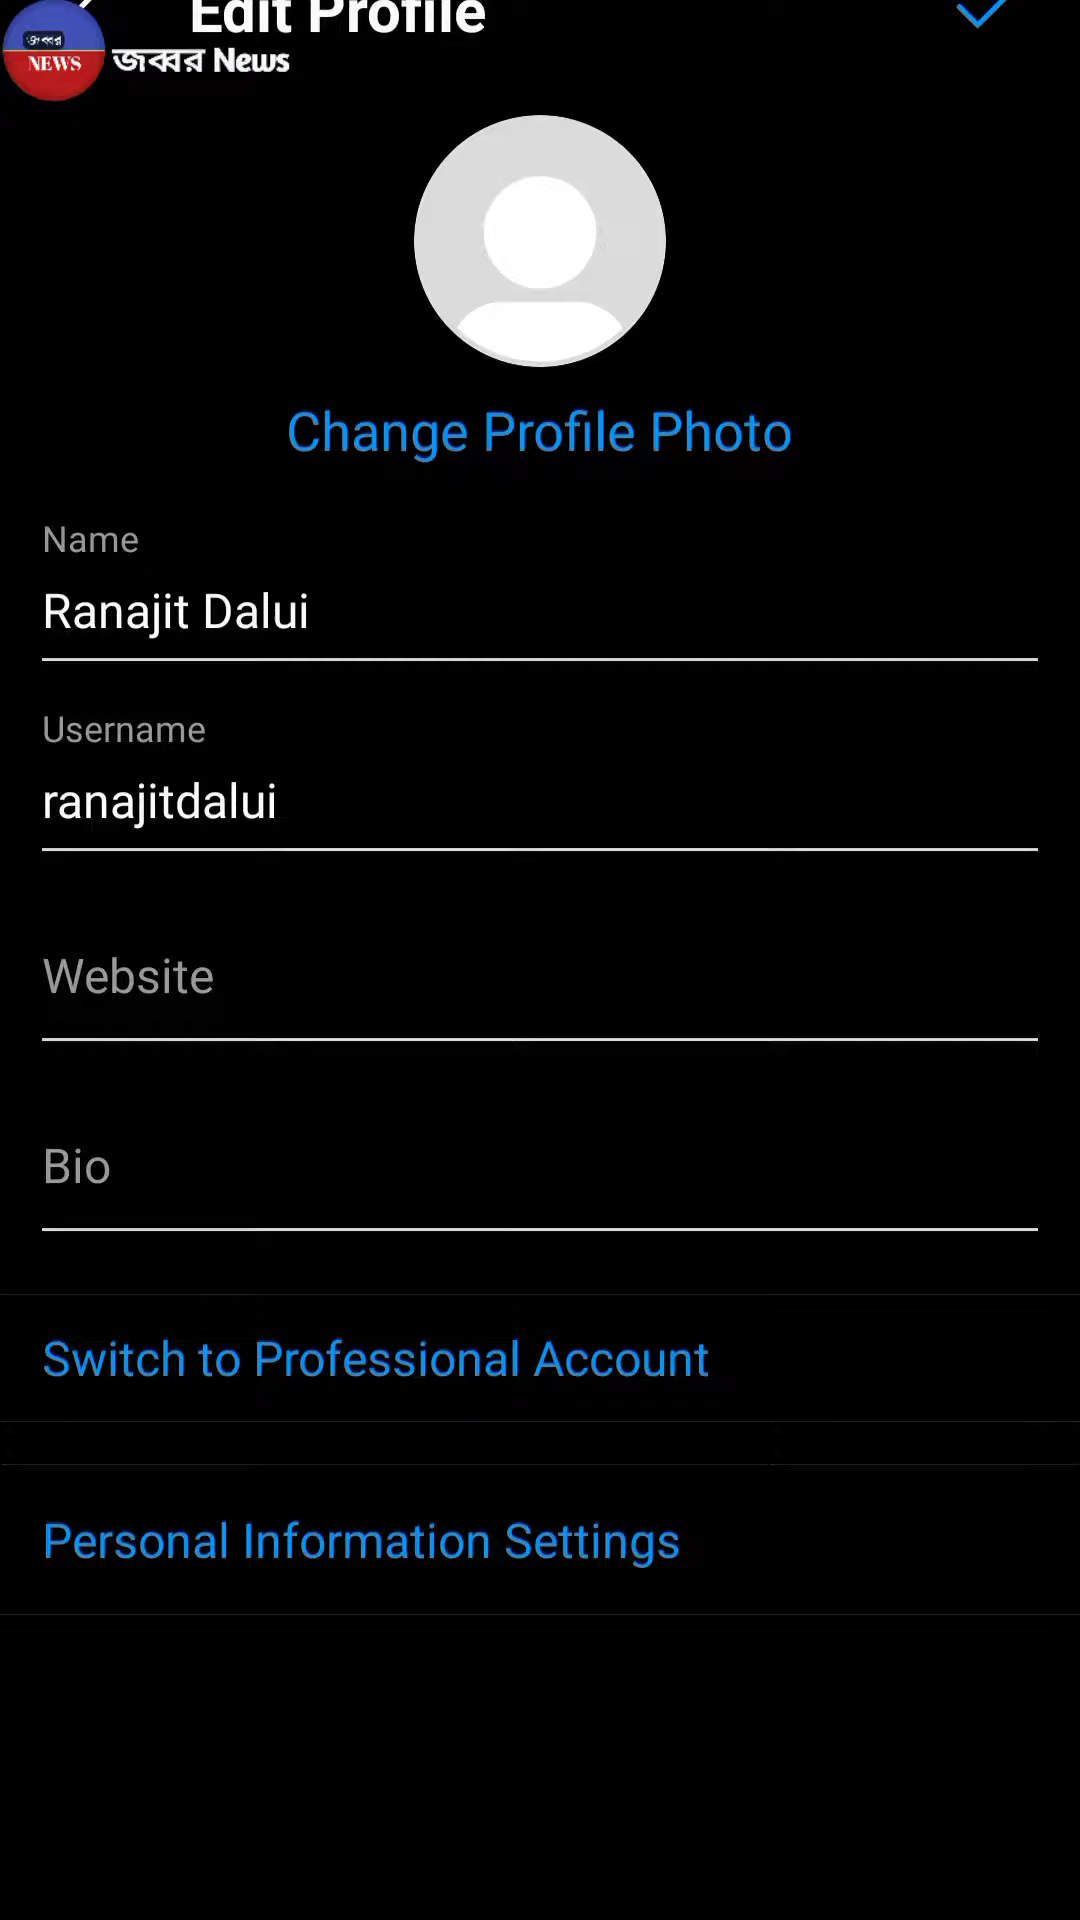 Edit Profile
জব্বর
NEWS
জব্বর News
Change Profile Photo
Name
Ranajit Dalui
Username
ranajitdalui
Website
Bio
Switch to Professional Account
Personal Information Settings